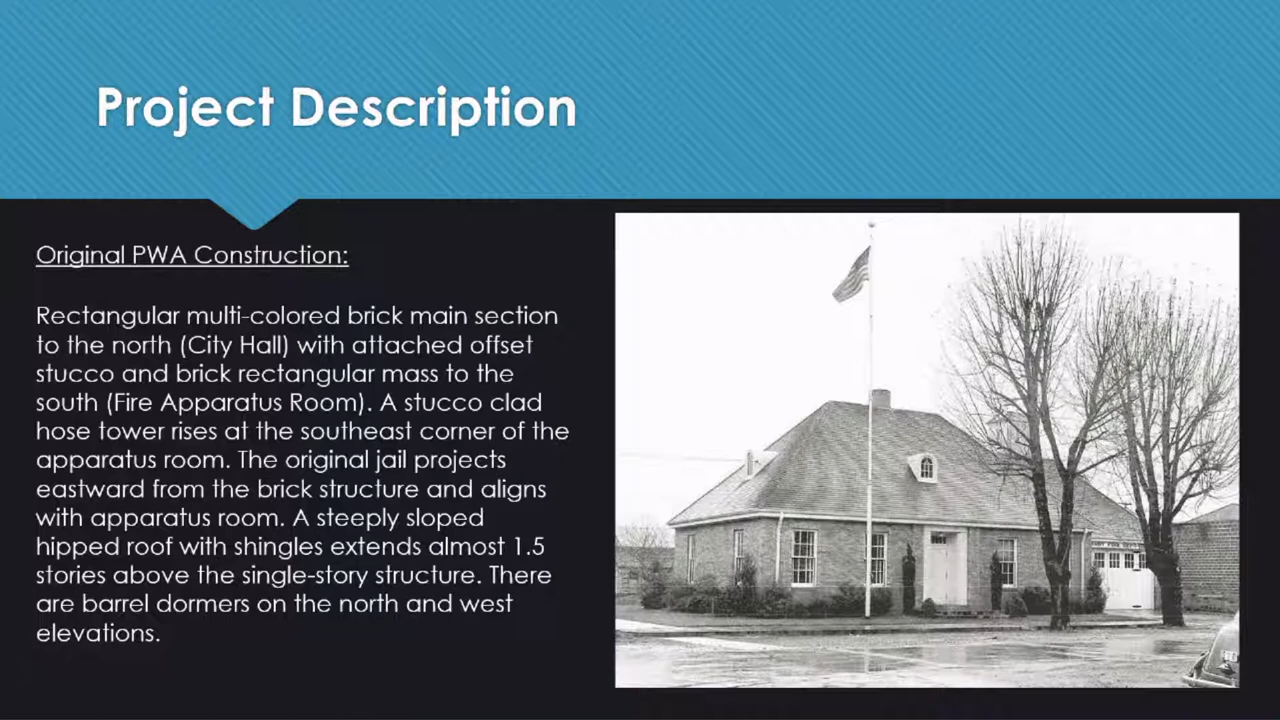 Project Description
Original PWA Construction:
Rectangular multi-colored brick main section
to the north (City Hall) with attached offset
stucco and brick rectangular mass to the
south (Fire Apparatus Room). A stucco clad
hose tower rises at the southeast corner of the
apparatus room. The original jail projects
eastward from the brick structure and aligns
with apparatus room. A steeply sloped
hipped roof with shingles extends almost 1.5
stories above the single-story structure. There
are barrel dormers on the north and west
elevations.